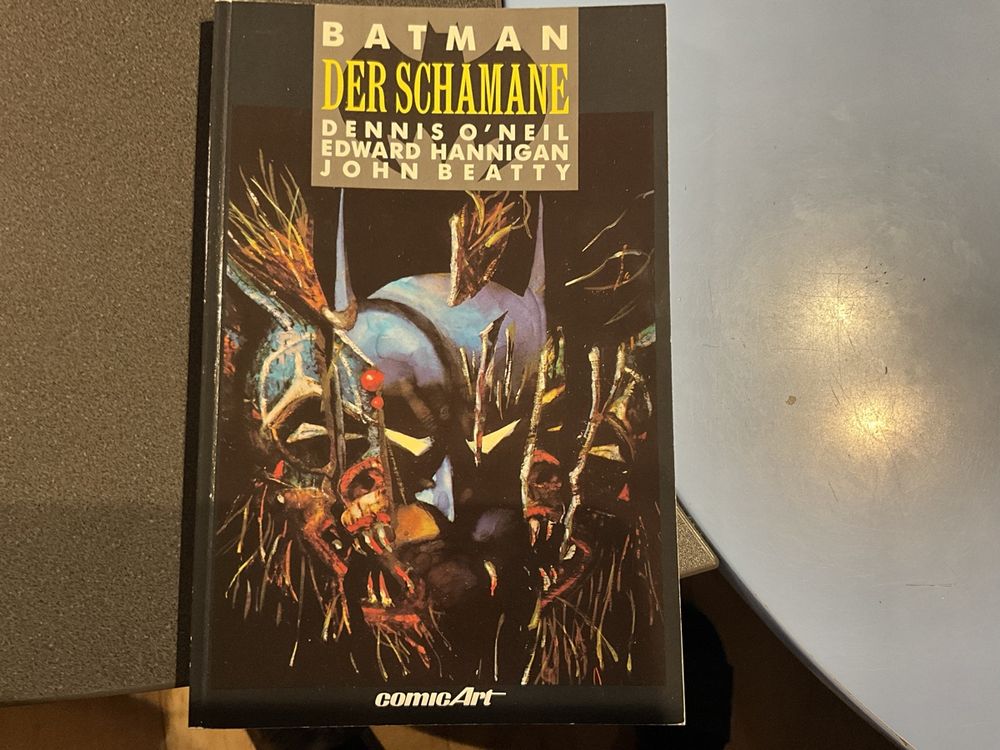 BATMAN
DER SCHAMANE
DENNIS O'NEIL
EDWARD HANNIGAN
JOHN BEATTY
comicArt